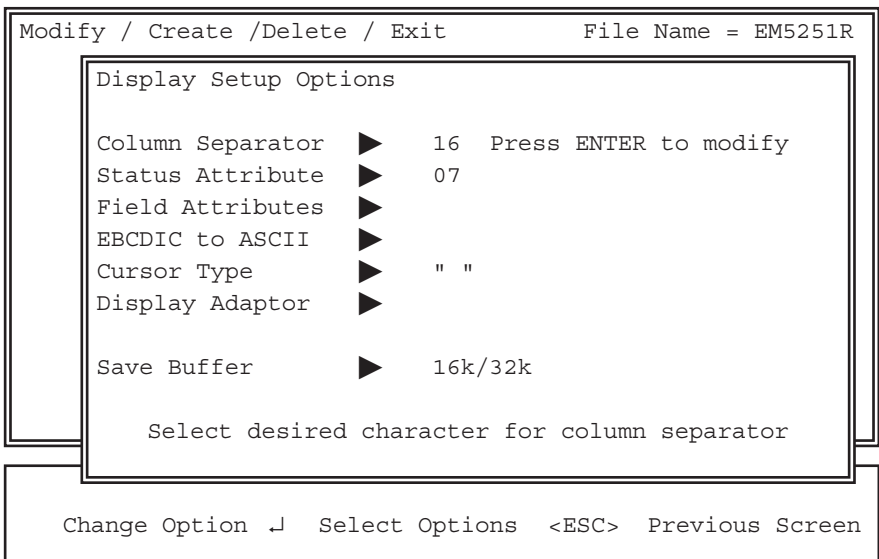 Modify / Create /Delete / Exit File Name = EM5251R
Display Setup Options
Column Separator ▶ 16 Press ENTER to modify
Status Attribute ▶ 07
Field Attributes ▶
EBCDIC to ASCII ▶
Cursor Type ▶ " "
Display Adaptor ▶
Save Buffer ▶ 16k/32k
Select desired character for column separator
Change Option ↵ Select Options <ESC> Previous Screen